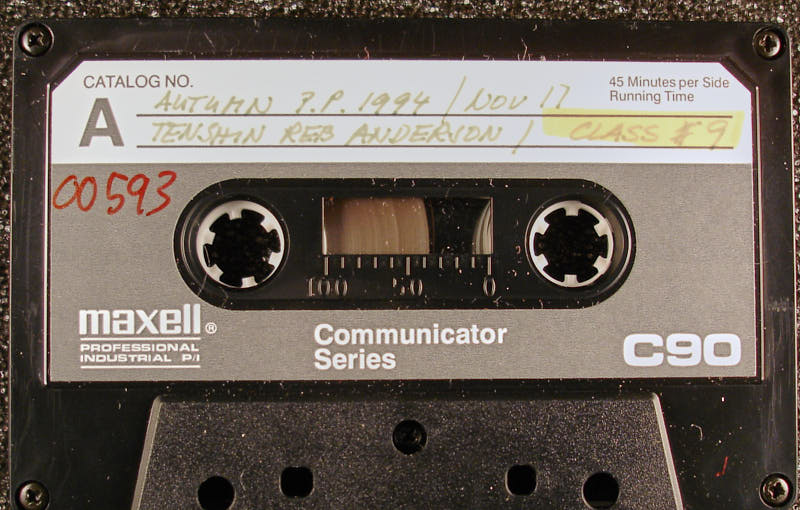 CATALOG NO.
45 Minutes per Side
Running Time
A
AUTUMN P.P. 1994 / NOV 17
TENSHIN REB ANDERSON / CLASS # 9
00593
100 50 0
maxell®
PROFESSIONAL
INDUSTRIAL P/I
Communicator
Series
C90